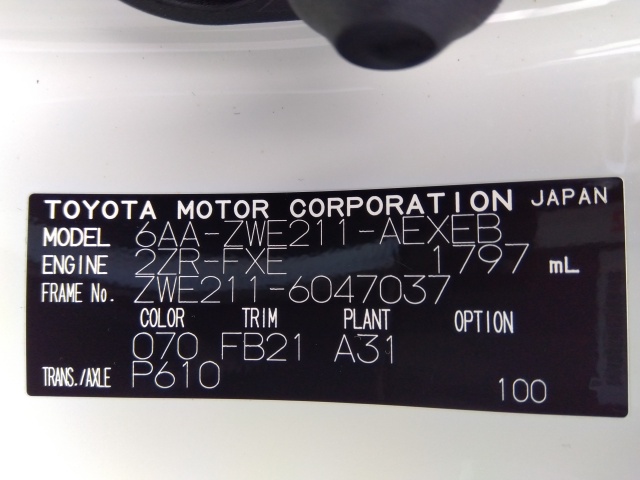 TOYOTA MOTOR CORPORATION JAPAN
MODEL 6AA-ZWE211-AEXEB
ENGINE 2ZR-FXE 1797 mL
FRAME No. ZWE211-6047037
COLOR TRIM PLANT OPTION
070 FB21 A31
TRANS./AXLE P610
100